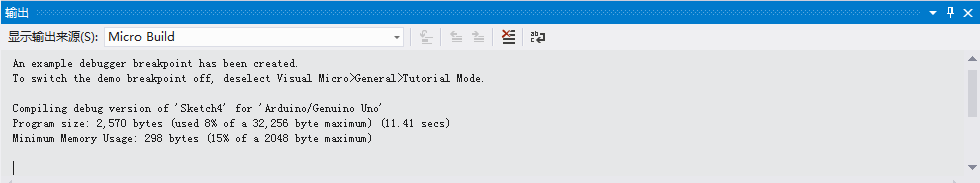 输出
显示输出来源(S): Micro Build
An example debugger breakpoint has been created.
To switch the demo breakpoint off, deselect Visual Micro>General>Tutorial Mode.
Compiling debug version of 'Sketch4' for 'Arduino/Genuino Uno'
Program size: 2,570 bytes (used 8% of a 32,256 byte maximum) (11.41 secs)
Minimum Memory Usage: 298 bytes (15% of a 2048 byte maximum)